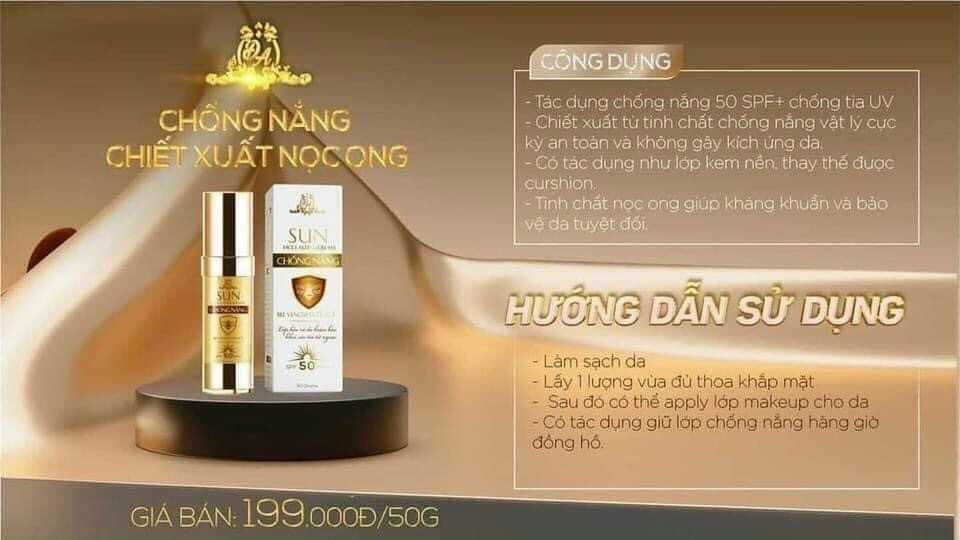 ĐA
CHỐNG NẮNG
CHIẾT XUẤT NỌC ONG
SUN
CHỐNG NẮNG
SPF 50
SUN
CHỐNG NẮNG
GIÁ BÁN: 199.000Đ/50G
CÔNG DỤNG
- Tác dụng chống nắng 50 SPF+ chống tia UV
- Chiết xuất từ tinh chất chống nắng vật lý cực
kỳ an toàn và không gây kích ứng da.
- Có tác dụng như lớp kem nền, thay thế được
curshion.
- Tinh chất nọc ong giúp kháng khuẩn và bảo
vệ da tuyệt đối.
HƯỚNG DẪN SỬ DỤNG
- Làm sạch da
- Lấy 1 lượng vừa đủ thoa khắp mặt
- Sau đó có thể apply lớp makeup cho da
- Có tác dụng giữ lớp chống nắng hàng giờ
đồng hồ.